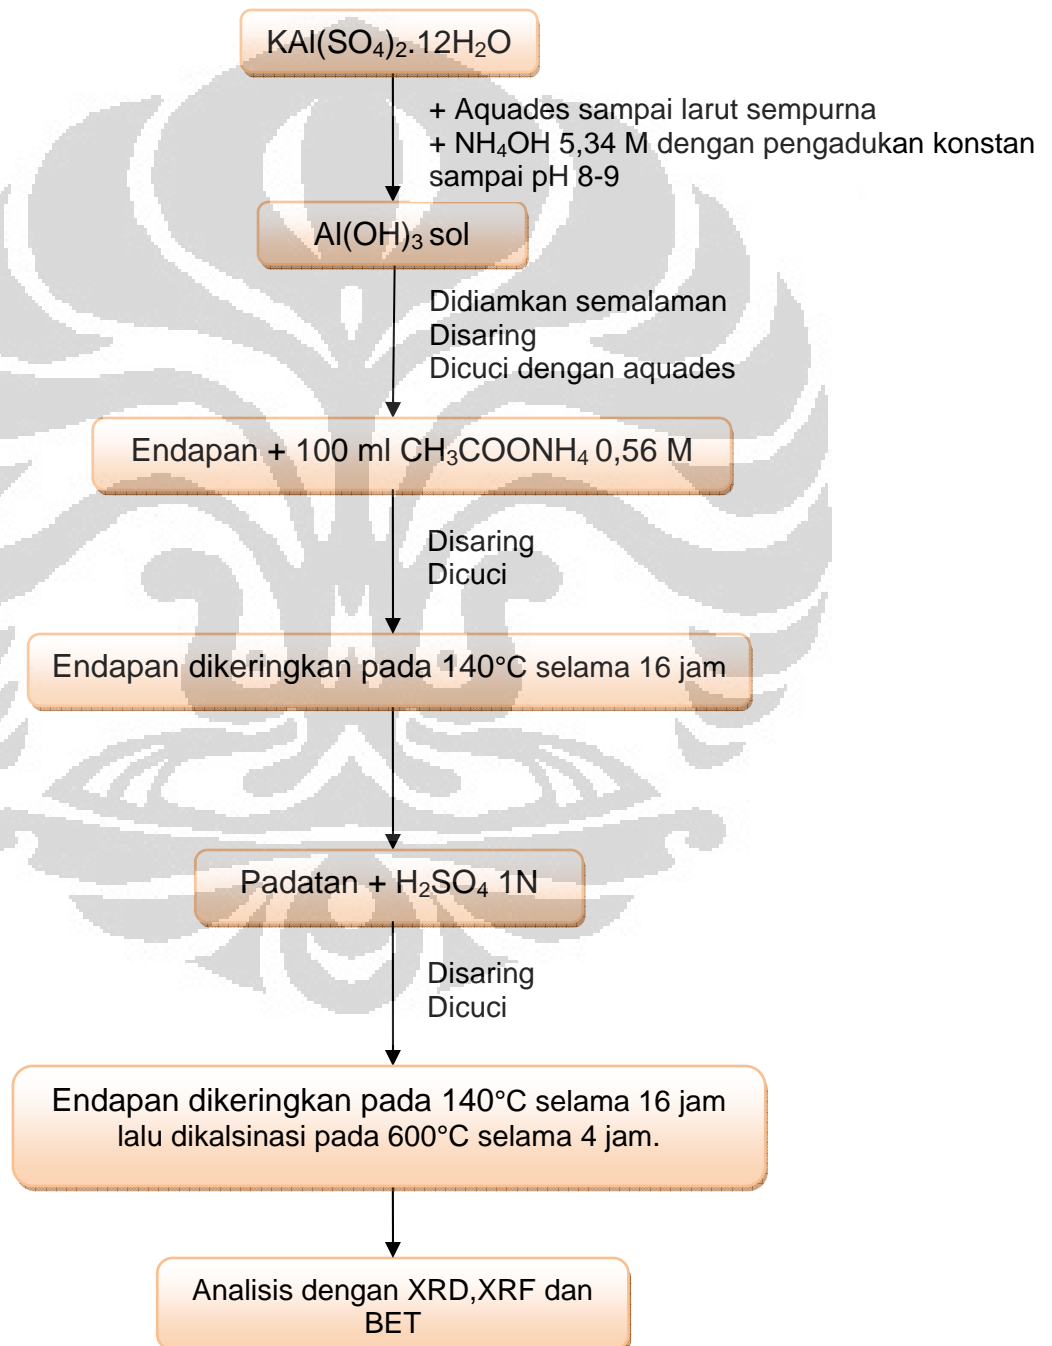 KAl(SO₄)₂.12H₂O
+ Aquades sampai larut sempurna
+ NH₄OH 5,34 M dengan pengadukan konstan
sampai pH 8-9
Al(OH)₃ sol
Didiamkan semalaman
Disaring
Dicuci dengan aquades
Endapan + 100 ml CH₃COONH₄ 0,56 M
Disaring
Dicuci
Endapan dikeringkan pada 140°C selama 16 jam
Padatan + H₂SO₄ 1N
Disaring
Dicuci
Endapan dikeringkan pada 140°C selama 16 jam
lalu dikalsinasi pada 600°C selama 4 jam.
Analisis dengan XRD,XRF dan
BET